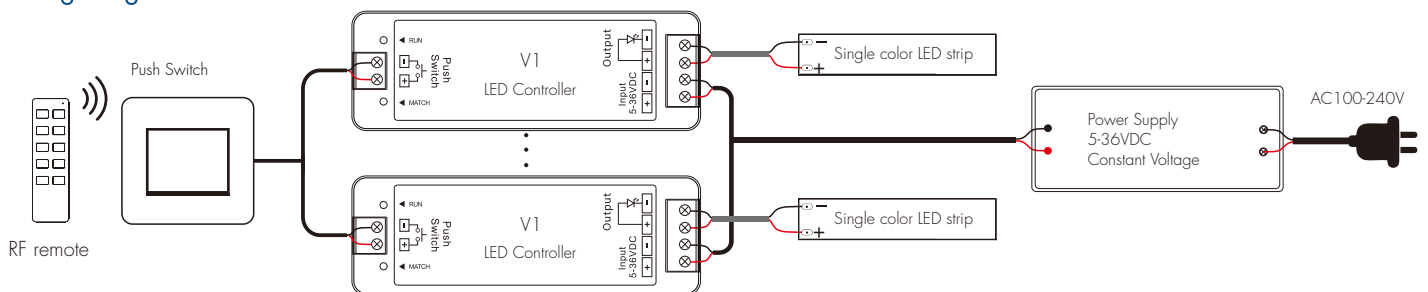 Push Switch
RF remote
RUN
- +
Push
Switch
MATCH
V1
LED Controller
Output
- +
Input
5-36VDC
- +
Single color LED strip
- +
RUN
- +
Push
Switch
MATCH
V1
LED Controller
Output
- +
Input
5-36VDC
- +
Single color LED strip
- +
Power Supply
5-36VDC
Constant Voltage
AC100-240V